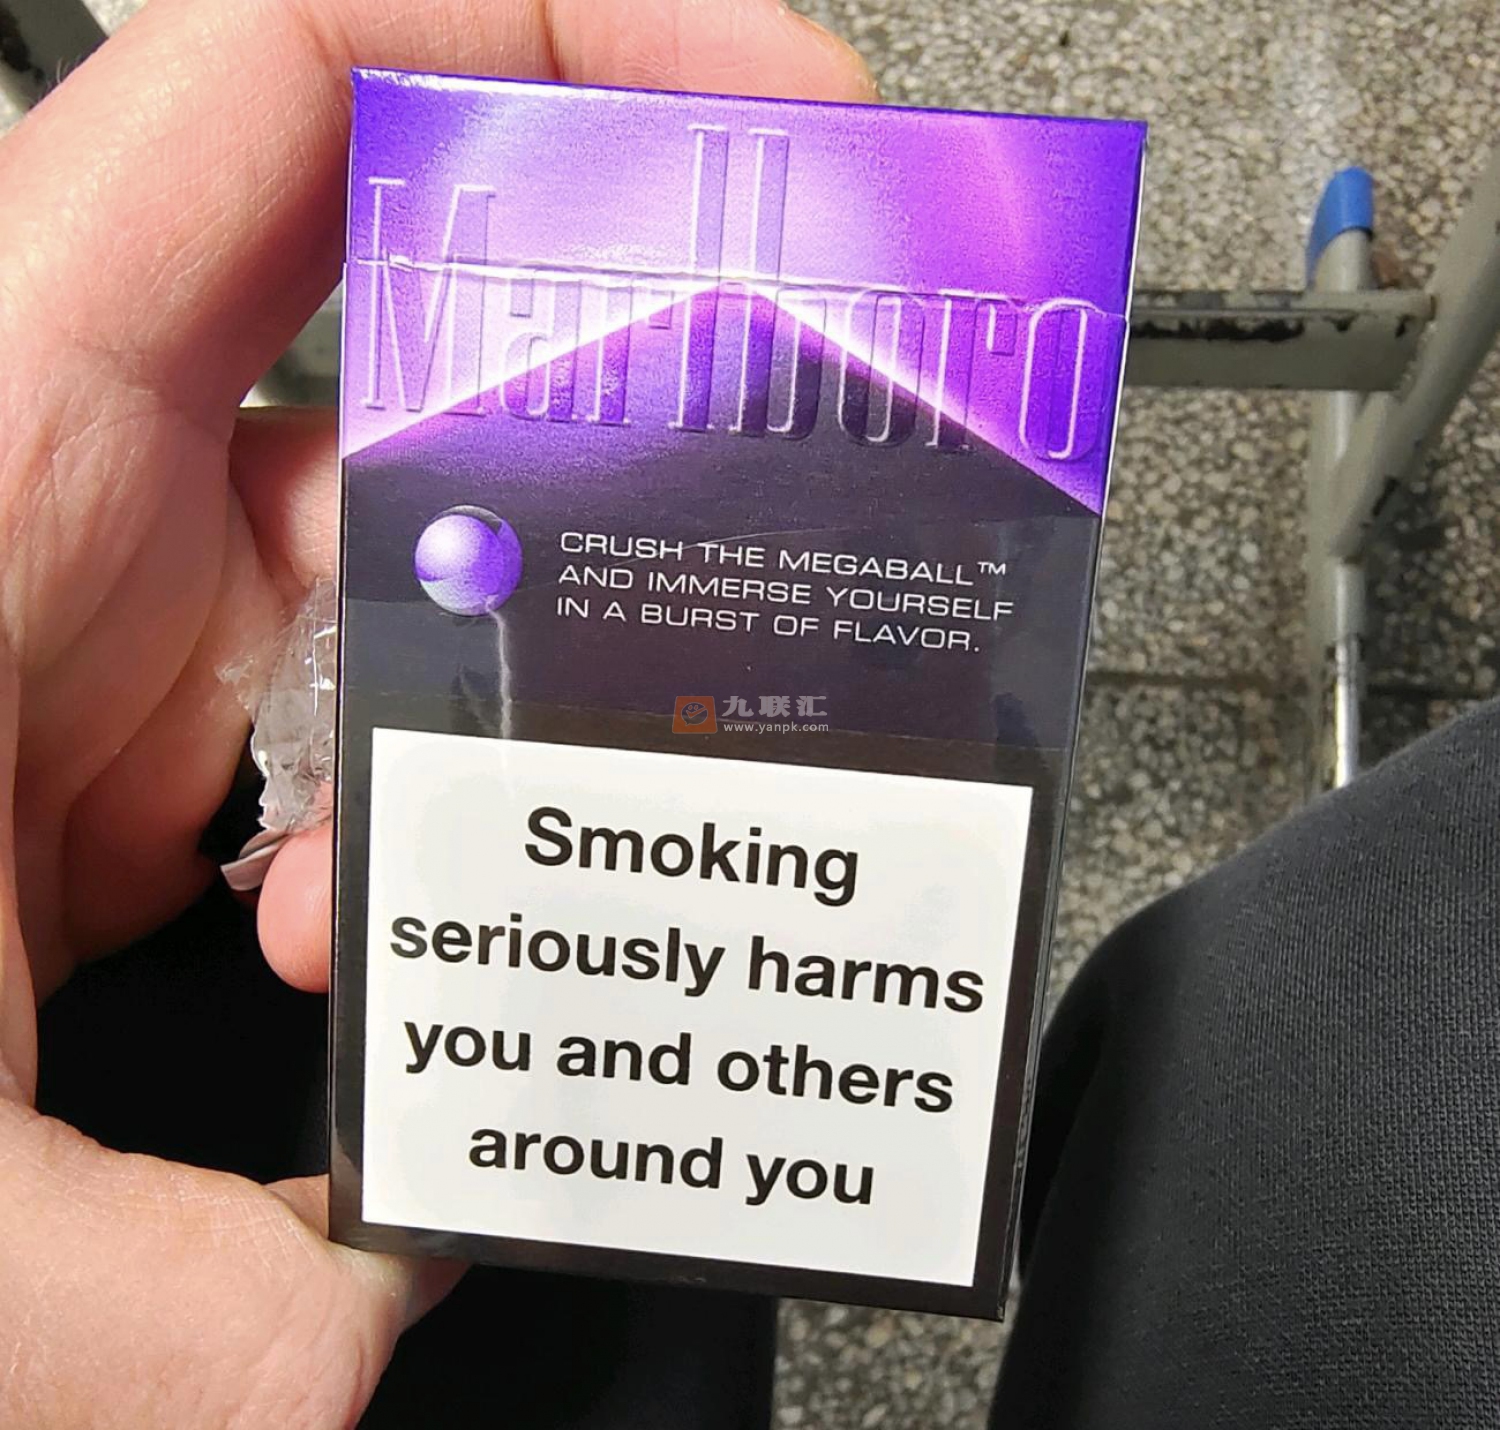 Marlboro
CRUSH THE MEGABALL™
AND IMMERSE YOURSELF
IN A BURST OF FLAVOR.
九联汇
www.yanpk.com
Smoking
seriously harms
you and others
around you